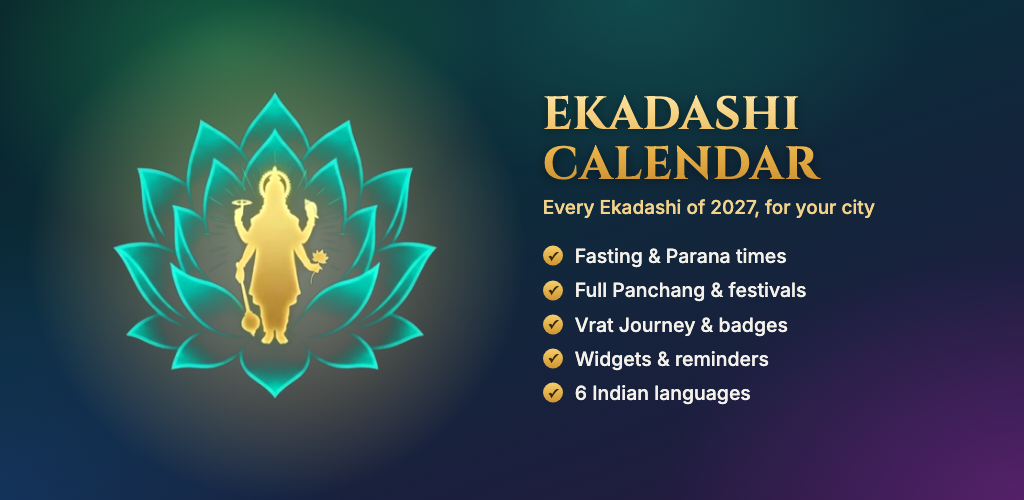 EKADASHI
CALENDAR
Every Ekadashi of 2027, for your city
Fasting & Parana times
Full Panchang & festivals
Vrat Journey & badges
Widgets & reminders
6 Indian languages